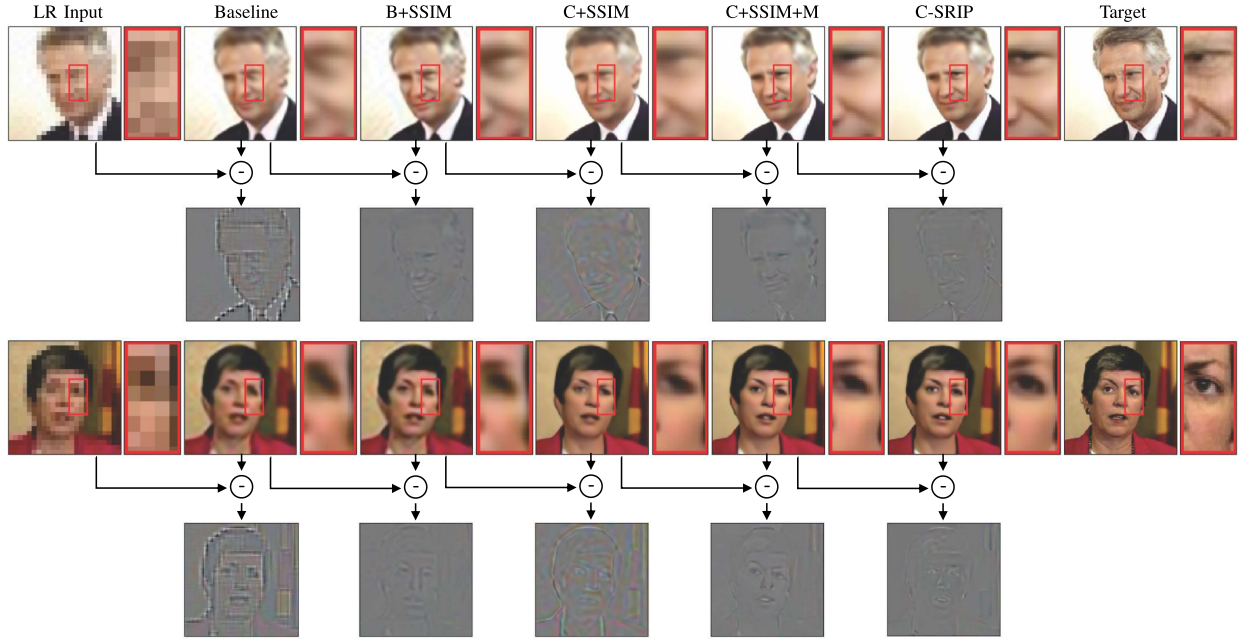 LR Input Baseline B+SSIM C+SSIM C+SSIM+M C-SRIP Target
- - - - -
- - - - -